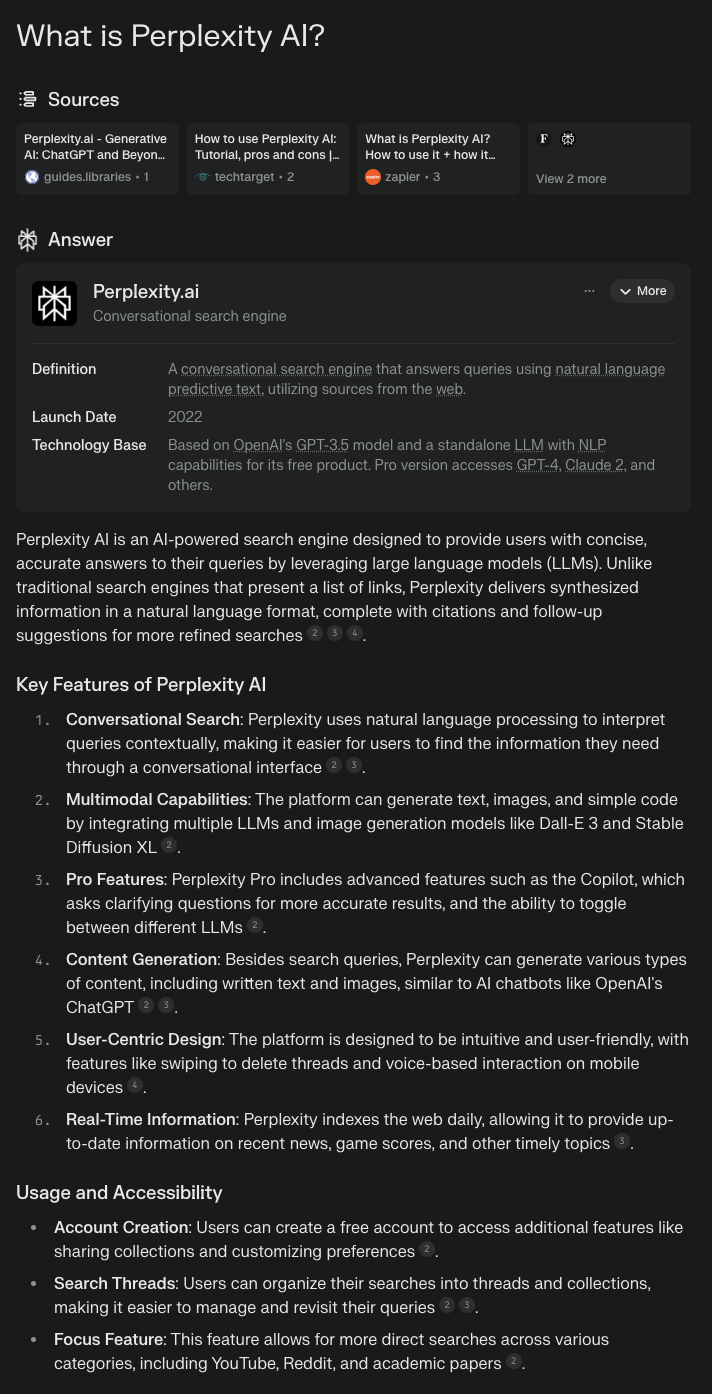 What is Perplexity AI?
Sources
Perplexity.ai - Generative
AI: ChatGPT and Beyon...
guides.libraries • 1
How to use Perplexity AI:
Tutorial, pros and cons |...
techtarget • 2
What is Perplexity AI?
How to use it + how it...
zapier • 3
F
View 2 more
Answer
Perplexity.ai
Conversational search engine
... More
Definition
A conversational search engine that answers queries using natural language
predictive text, utilizing sources from the web.
Launch Date
2022
Technology Base
Based on OpenAI's GPT-3.5 model and a standalone LLM with NLP
capabilities for its free product. Pro version accesses GPT-4, Claude 2, and
others.
Perplexity AI is an AI-powered search engine designed to provide users with concise,
accurate answers to their queries by leveraging large language models (LLMs). Unlike
traditional search engines that present a list of links, Perplexity delivers synthesized
information in a natural language format, complete with citations and follow-up
suggestions for more refined searches 2 3 4.
Key Features of Perplexity AI
1. Conversational Search: Perplexity uses natural language processing to interpret
queries contextually, making it easier for users to find the information they need
through a conversational interface 2 3.
2. Multimodal Capabilities: The platform can generate text, images, and simple code
by integrating multiple LLMs and image generation models like Dall-E 3 and Stable
Diffusion XL 2.
3. Pro Features: Perplexity Pro includes advanced features such as the Copilot, which
asks clarifying questions for more accurate results, and the ability to toggle
between different LLMs 2.
4. Content Generation: Besides search queries, Perplexity can generate various types
of content, including written text and images, similar to AI chatbots like OpenAI's
ChatGPT 2 3.
5. User-Centric Design: The platform is designed to be intuitive and user-friendly, with
features like swiping to delete threads and voice-based interaction on mobile
devices 4.
6. Real-Time Information: Perplexity indexes the web daily, allowing it to provide up-
to-date information on recent news, game scores, and other timely topics 3.
Usage and Accessibility
• Account Creation: Users can create a free account to access additional features like
sharing collections and customizing preferences 2.
• Search Threads: Users can organize their searches into threads and collections,
making it easier to manage and revisit their queries 2 3.
• Focus Feature: This feature allows for more direct searches across various
categories, including YouTube, Reddit, and academic papers 2.